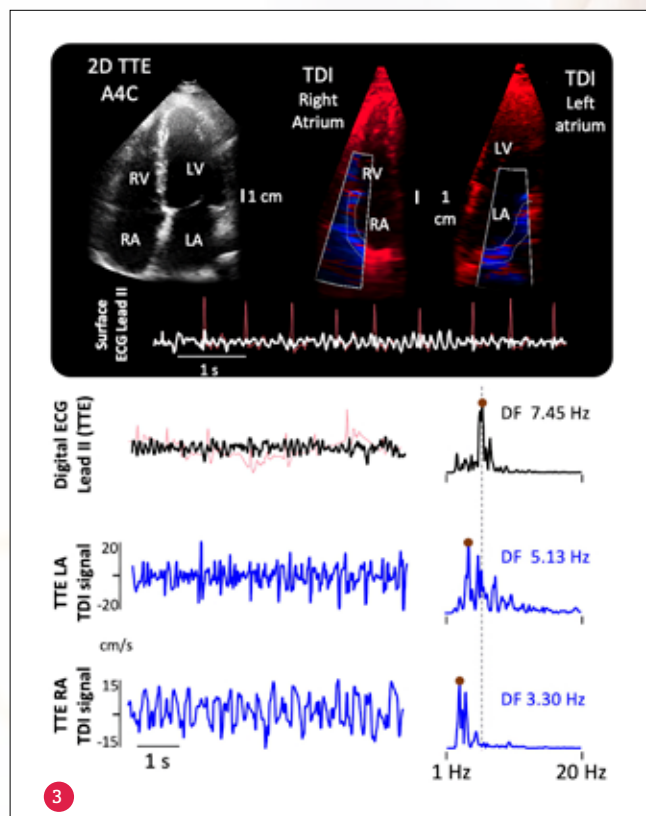 2D TTE
A4C
RV
LV
RA
LA
1 cm
TDI
Right
Atrium
RV
RA
1
cm
TDI
Left
atrium
LV
LA
Surface
ECG Lead II
1 s
Digital ECG
Lead II (TTE)
DF 7.45 Hz
TTE LA
TDI signal
20
-20
DF 5.13 Hz
cm/s
TTE RA
TDI signal
15
-15
DF 3.30 Hz
1 s
1 Hz
20 Hz
3